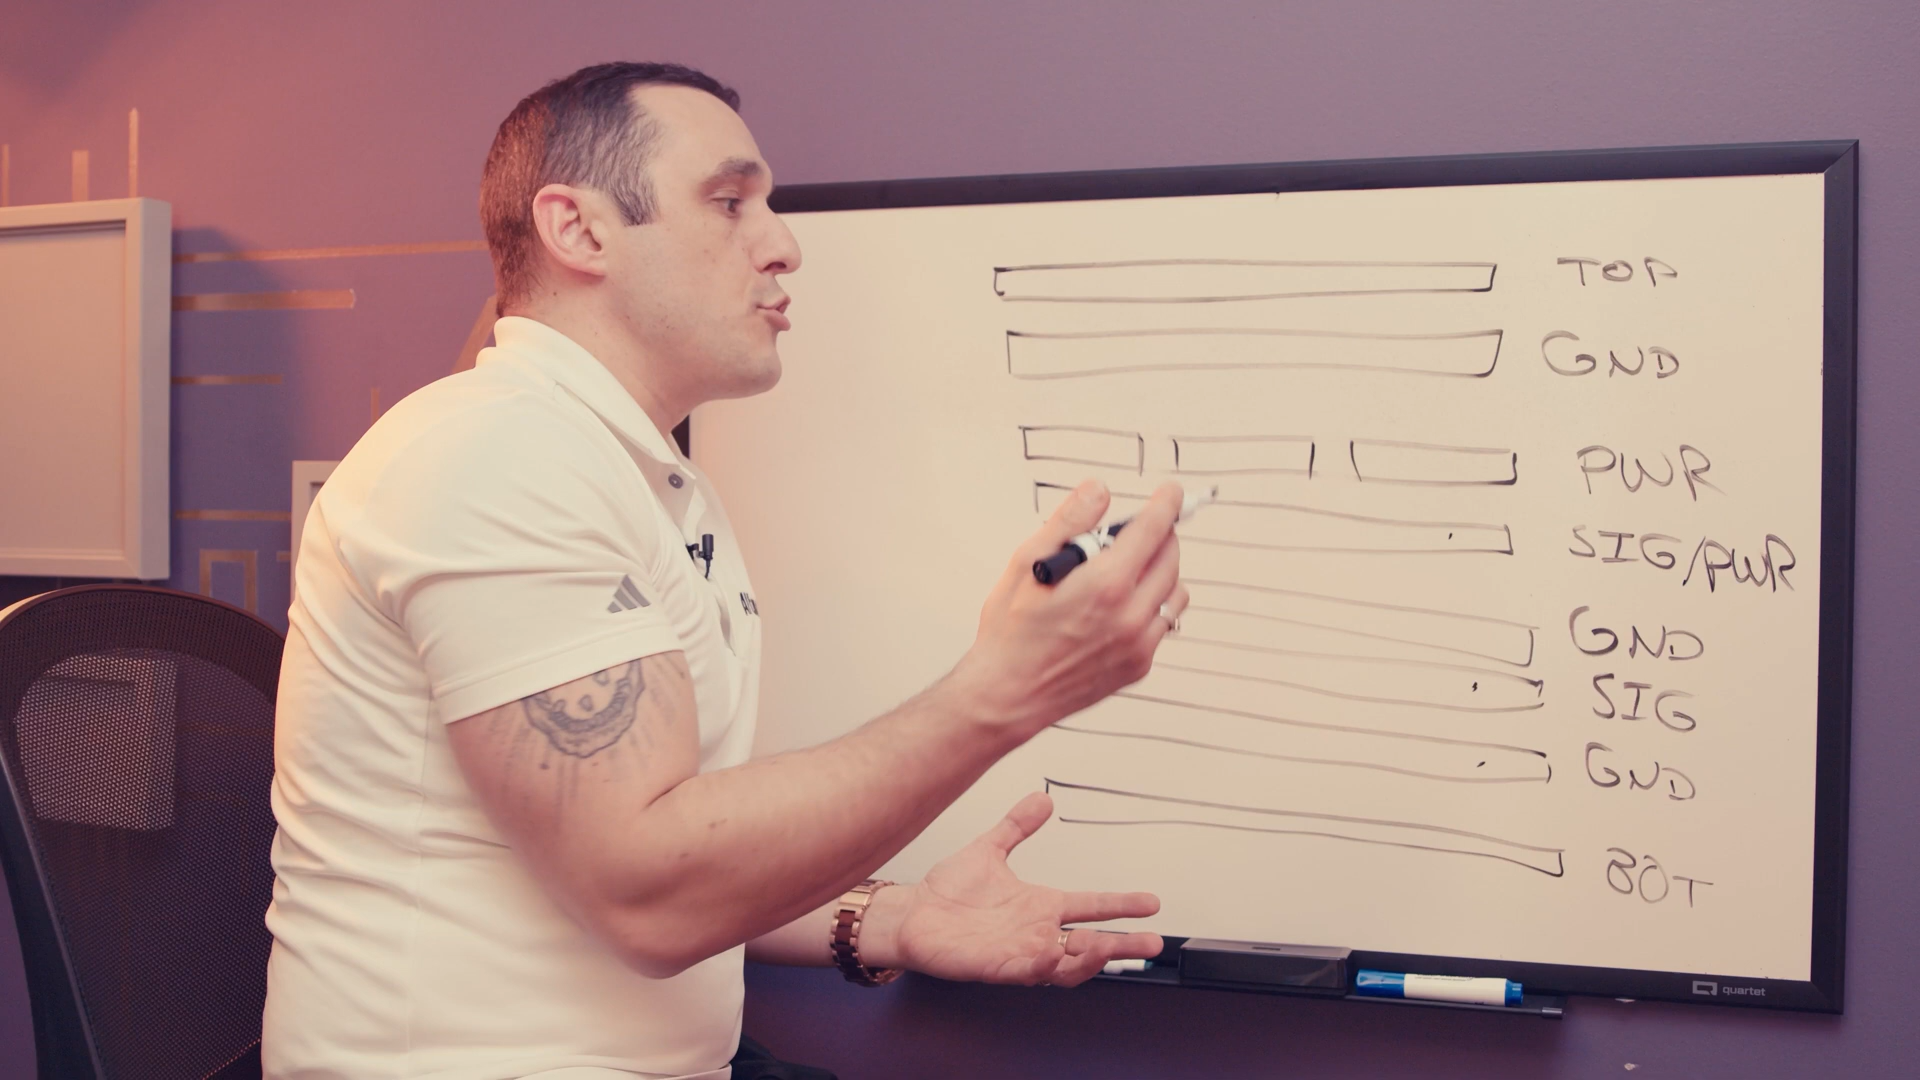 TOP
GND
PWR
SIG/PWR
GND
SIG
GND
BOT
quartet